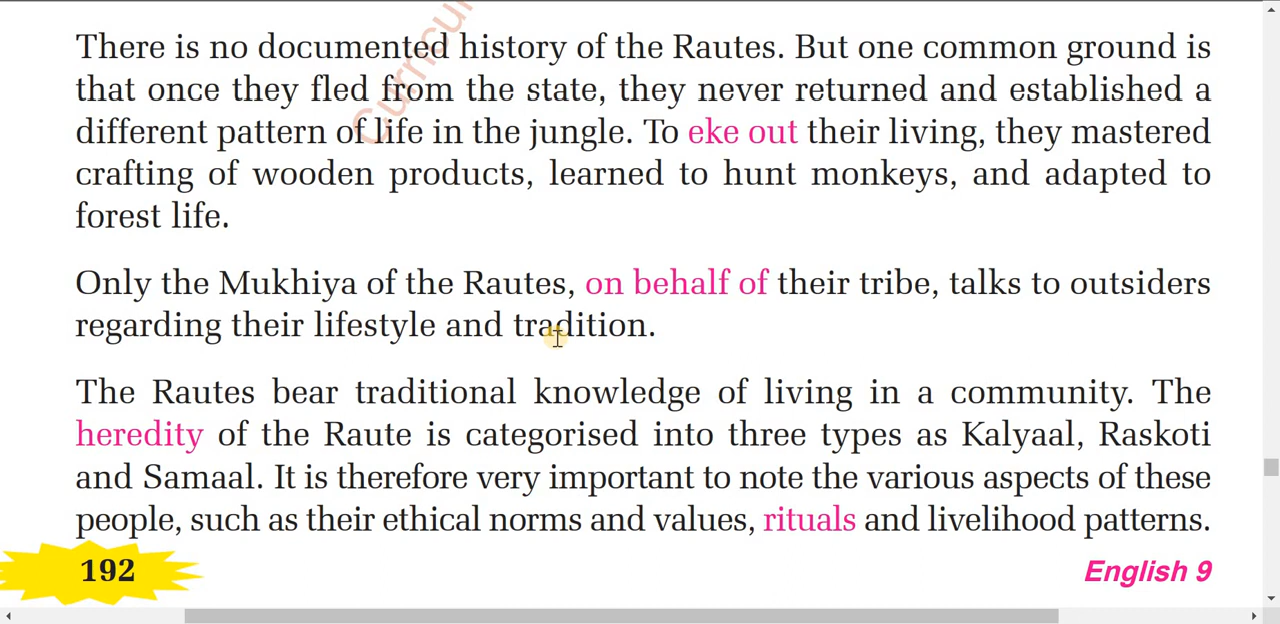 There is no documented history of the Rautes. But one common ground is
that once they fled from the state, they never returned and established a
different pattern of life in the jungle. To eke out their living, they mastered
crafting of wooden products, learned to hunt monkeys, and adapted to
forest life.
Only the Mukhiya of the Rautes, on behalf of their tribe, talks to outsiders
regarding their lifestyle and tradition.
The Rautes bear traditional knowledge of living in a community. The
heredity of the Raute is categorised into three types as Kalyaal, Raskoti
and Samaal. It is therefore very important to note the various aspects of these
people, such as their ethical norms and values, rituals and livelihood patterns.
192
English 9